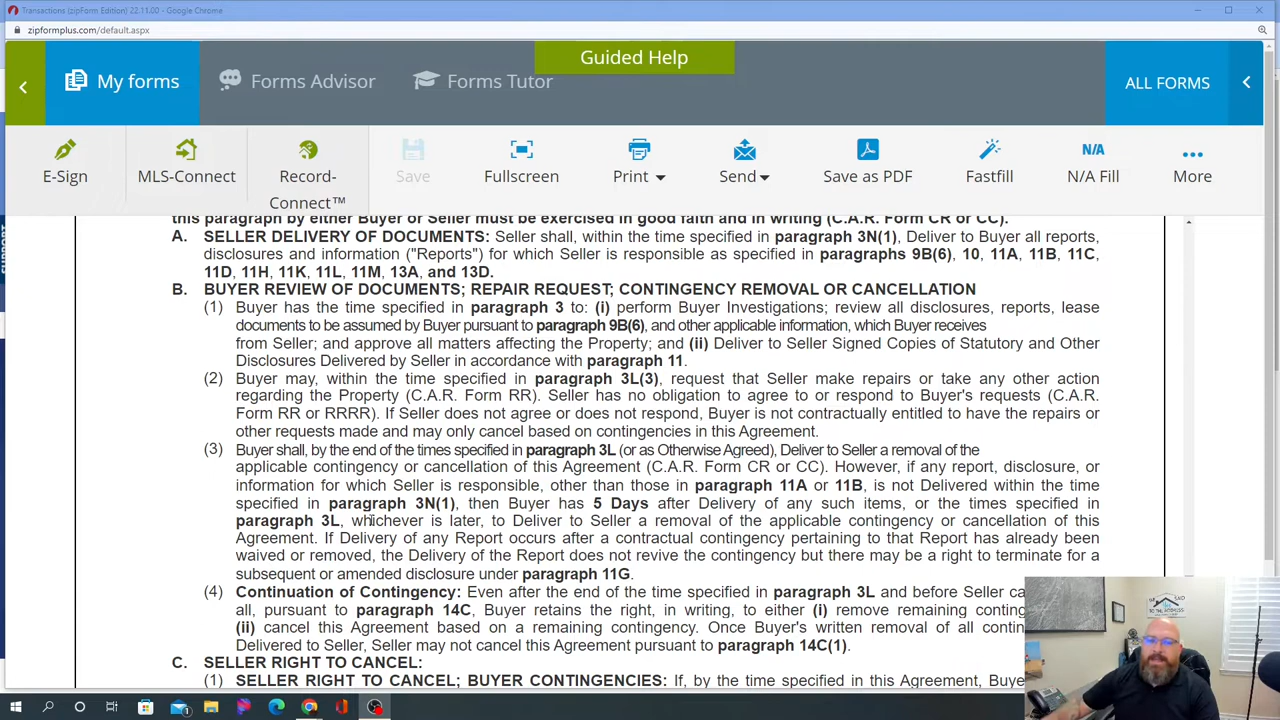 Transactions (zipForm Edition) 22.11.00 - Google Chrome
zipformplus.com/default.aspx
Guided Help
My forms
Forms Advisor
Forms Tutor
ALL FORMS
E-Sign
MLS-Connect
Record-
Connect™
Save
Fullscreen
Print
Send
Save as PDF
Fastfill
N/A
N/A Fill
More
SUPPORT
this paragraph by either Buyer or Seller must be exercised in good faith and in writing (C.A.R. Form CR or CC).
A. SELLER DELIVERY OF DOCUMENTS: Seller shall, within the time specified in paragraph 3N(1), Deliver to Buyer all reports,
disclosures and information ("Reports") for which Seller is responsible as specified in paragraphs 9B(6), 10, 11A, 11B, 11C,
11D, 11H, 11K, 11L, 11M, 13A, and 13D.
B. BUYER REVIEW OF DOCUMENTS; REPAIR REQUEST; CONTINGENCY REMOVAL OR CANCELLATION
(1) Buyer has the time specified in paragraph 3 to: (i) perform Buyer Investigations; review all disclosures, reports, lease
documents to be assumed by Buyer pursuant to paragraph 9B(6), and other applicable information, which Buyer receives
from Seller; and approve all matters affecting the Property; and (ii) Deliver to Seller Signed Copies of Statutory and Other
Disclosures Delivered by Seller in accordance with paragraph 11.
(2) Buyer may, within the time specified in paragraph 3L(3), request that Seller make repairs or take any other action
regarding the Property (C.A.R. Form RR). Seller has no obligation to agree to or respond to Buyer's requests (C.A.R.
Form RR or RRRR). If Seller does not agree or does not respond, Buyer is not contractually entitled to have the repairs or
other requests made and may only cancel based on contingencies in this Agreement.
(3) Buyer shall, by the end of the times specified in paragraph 3L (or as Otherwise Agreed), Deliver to Seller a removal of the
applicable contingency or cancellation of this Agreement (C.A.R. Form CR or CC). However, if any report, disclosure, or
information for which Seller is responsible, other than those in paragraph 11A or 11B, is not Delivered within the time
specified in paragraph 3N(1), then Buyer has 5 Days after Delivery of any such items, or the times specified in
paragraph 3L, whichever is later, to Deliver to Seller a removal of the applicable contingency or cancellation of this
Agreement. If Delivery of any Report occurs after a contractual contingency pertaining to that Report has already been
waived or removed, the Delivery of the Report does not revive the contingency but there may be a right to terminate for a
subsequent or amended disclosure under paragraph 11G.
(4) Continuation of Contingency: Even after the end of the time specified in paragraph 3L and before Seller ca
all, pursuant to paragraph 14C, Buyer retains the right, in writing, to either (i) remove remaining conting
(ii) cancel this Agreement based on a remaining contingency. Once Buyer's written removal of all contin
Delivered to Seller, Seller may not cancel this Agreement pursuant to paragraph 14C(1).
C. SELLER RIGHT TO CANCEL:
(1) SELLER RIGHT TO CANCEL; BUYER CONTINGENCIES: If, by the time specified in this Agreement, Buye